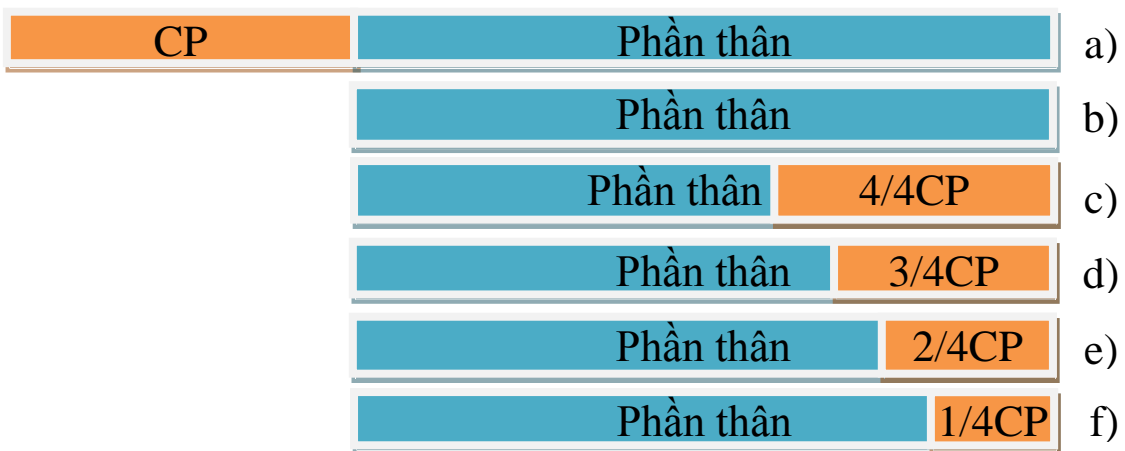 CP Phần thân a)
Phần thân b)
Phần thân 4/4CP c)
Phần thân 3/4CP d)
Phần thân 2/4CP e)
Phần thân 1/4CP f)